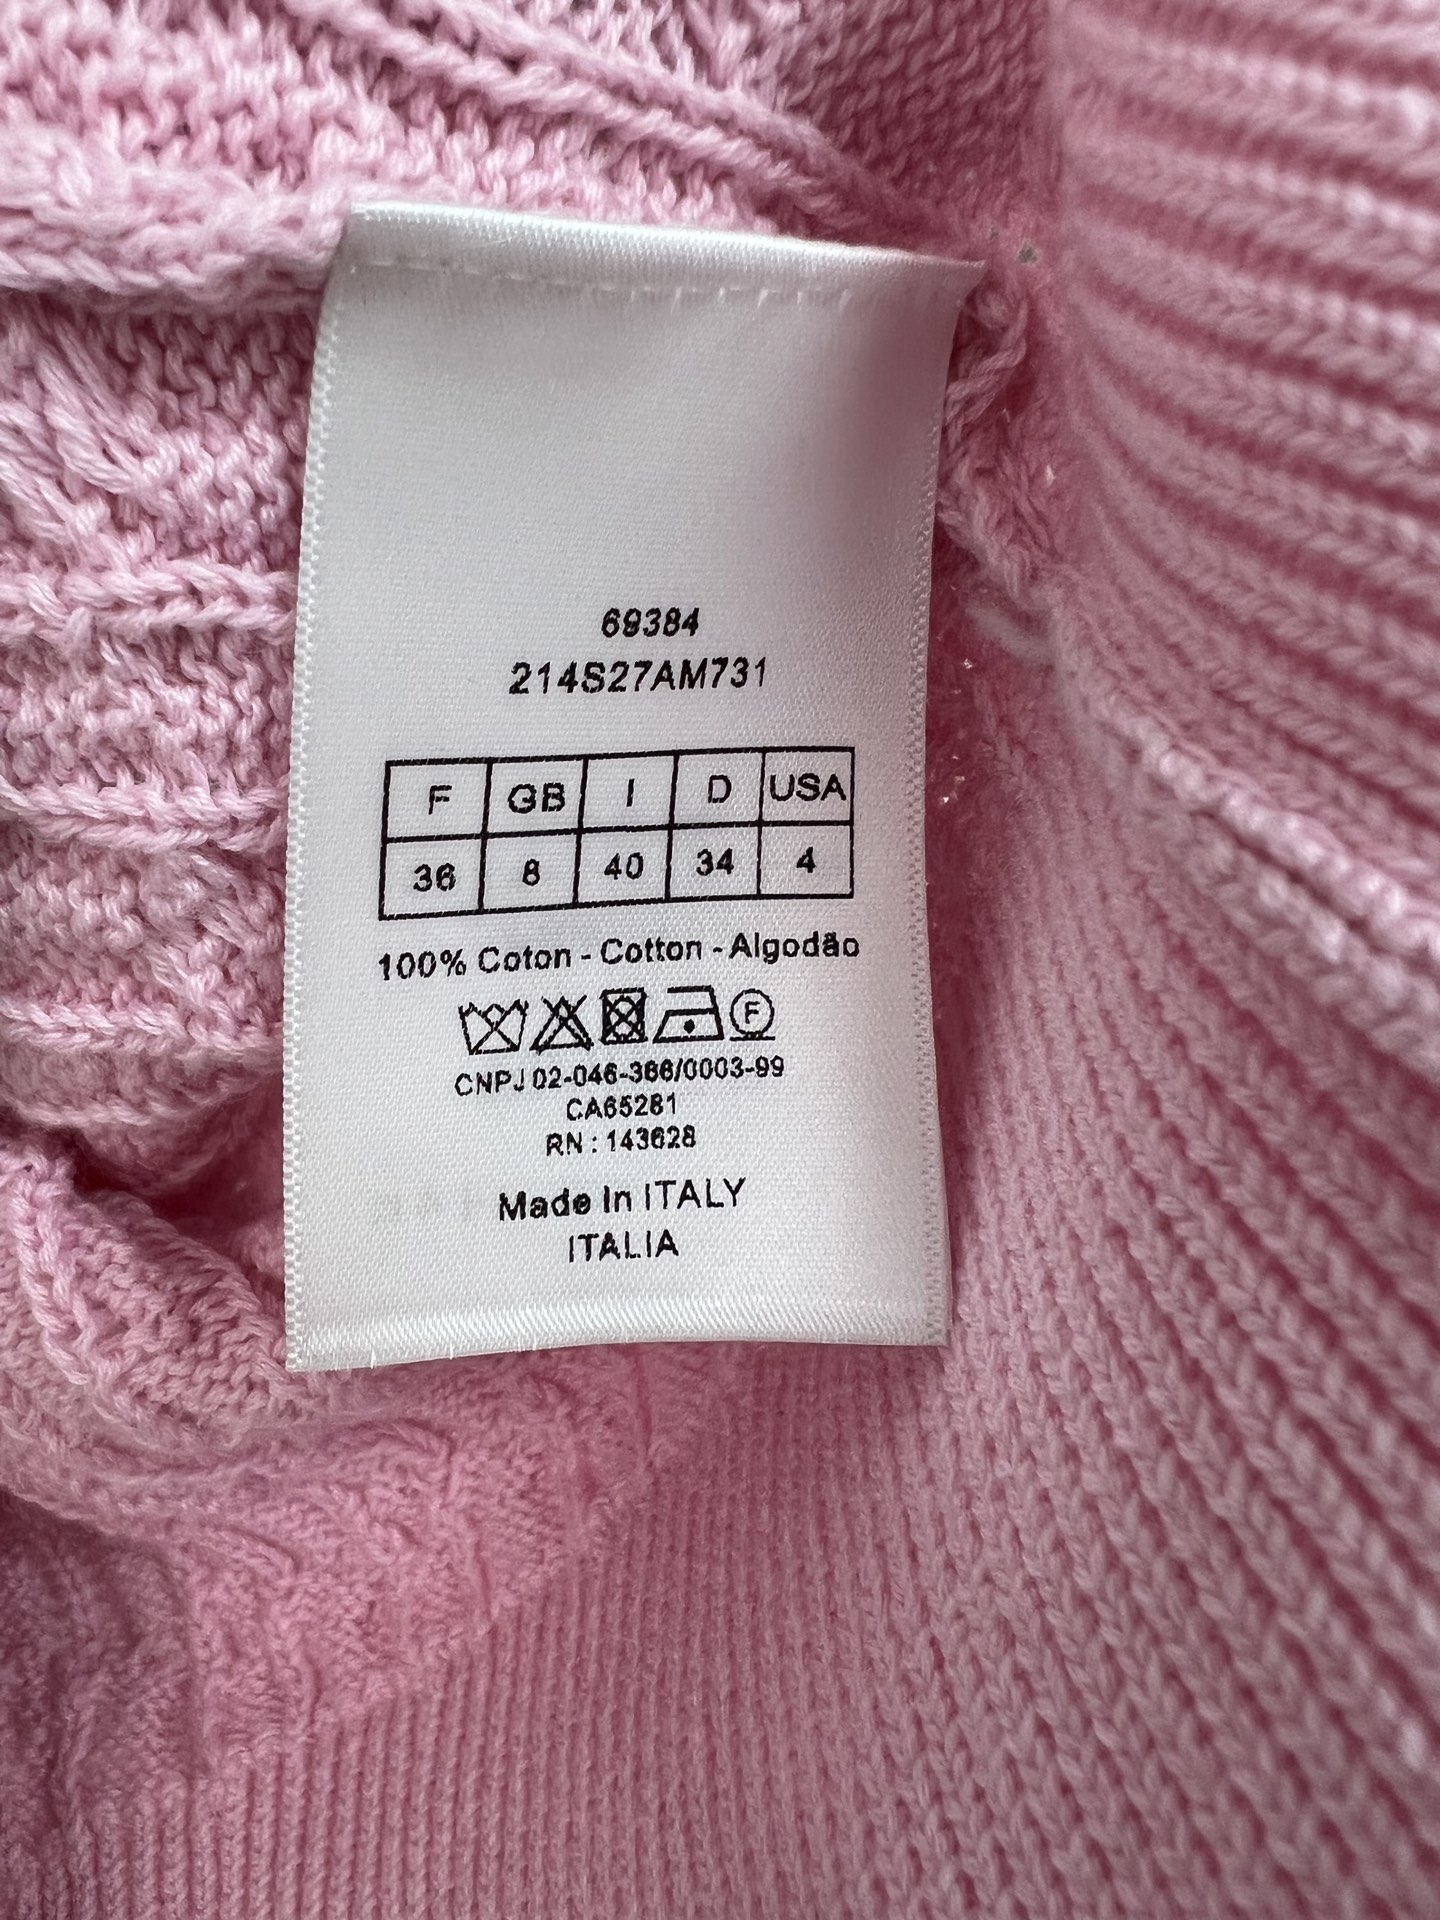 69384
214S27AM731
F GB I D USA
36 8 40 34 4
100% Coton - Cotton - Algodão
F
CNPJ 02-046-366/0003-99
CA65281
RN : 143628
Made In ITALY
ITALIA